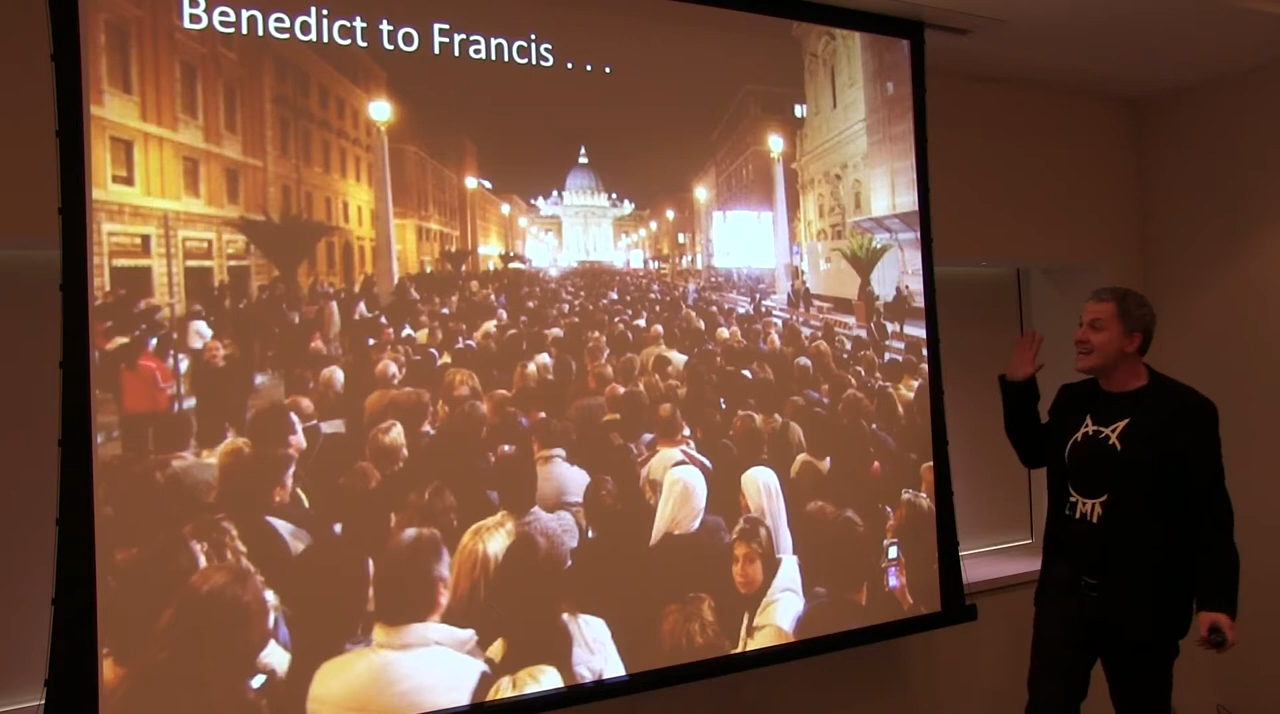 Benedict to Francis . . .